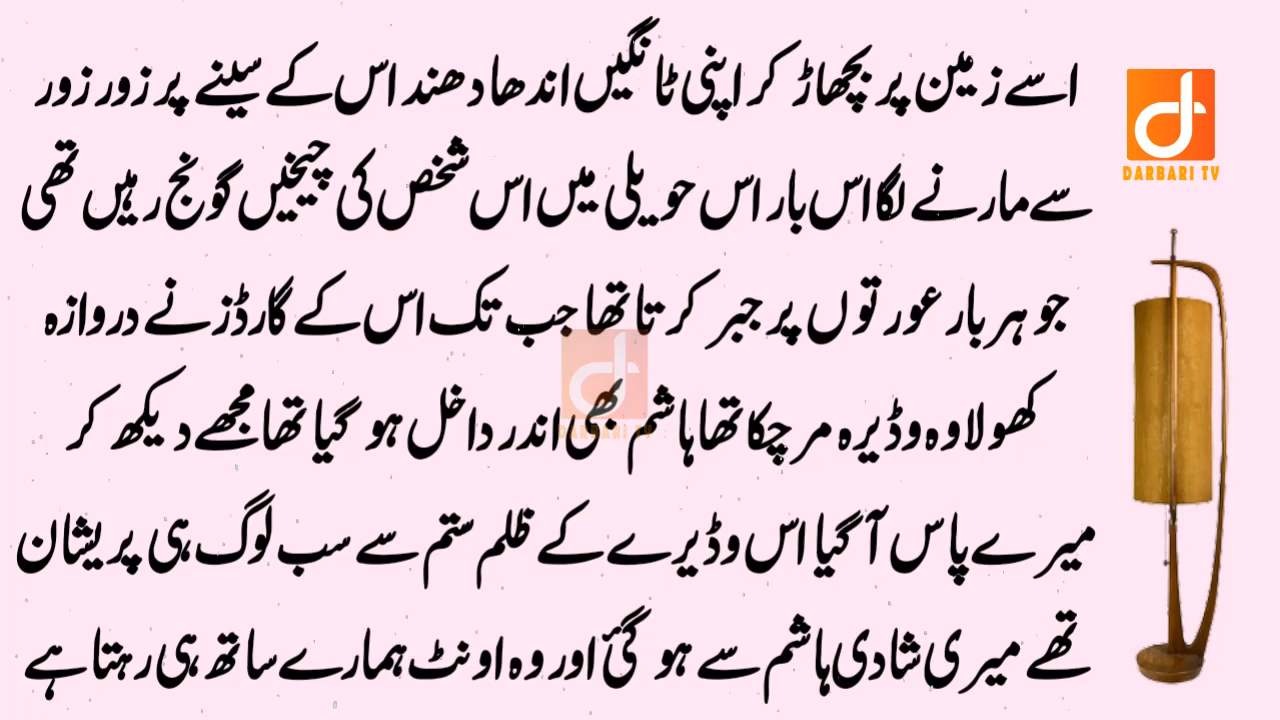 اسے زمین پر پچھاڑ کر اپنی ٹانگیں اندھا دھند اس کے سینے پر زور زور
سے مارنے لگا اس بار اس حویلی میں اس شخص کی چیخیں گونج رہیں تھی
جو ہر بار عورتوں پر جبر کرتا تھا جب تک اس کے گارڈز نے دروازہ
کھولا وہ وڈیرہ مر چکا تھا ہاشم بھی اندر داخل ہو گیا تھا مجھے دیکھ کر
میرے پاس آ گیا اس وڈیرے کے ظلم ستم سے سب لوگ ہی پریشان
تھے میری شادی ہاشم سے ہو گئی اور وہ اونٹ ہمارے ساتھ ہی رہتا ہے
DARBARI TV
DARBARI TV